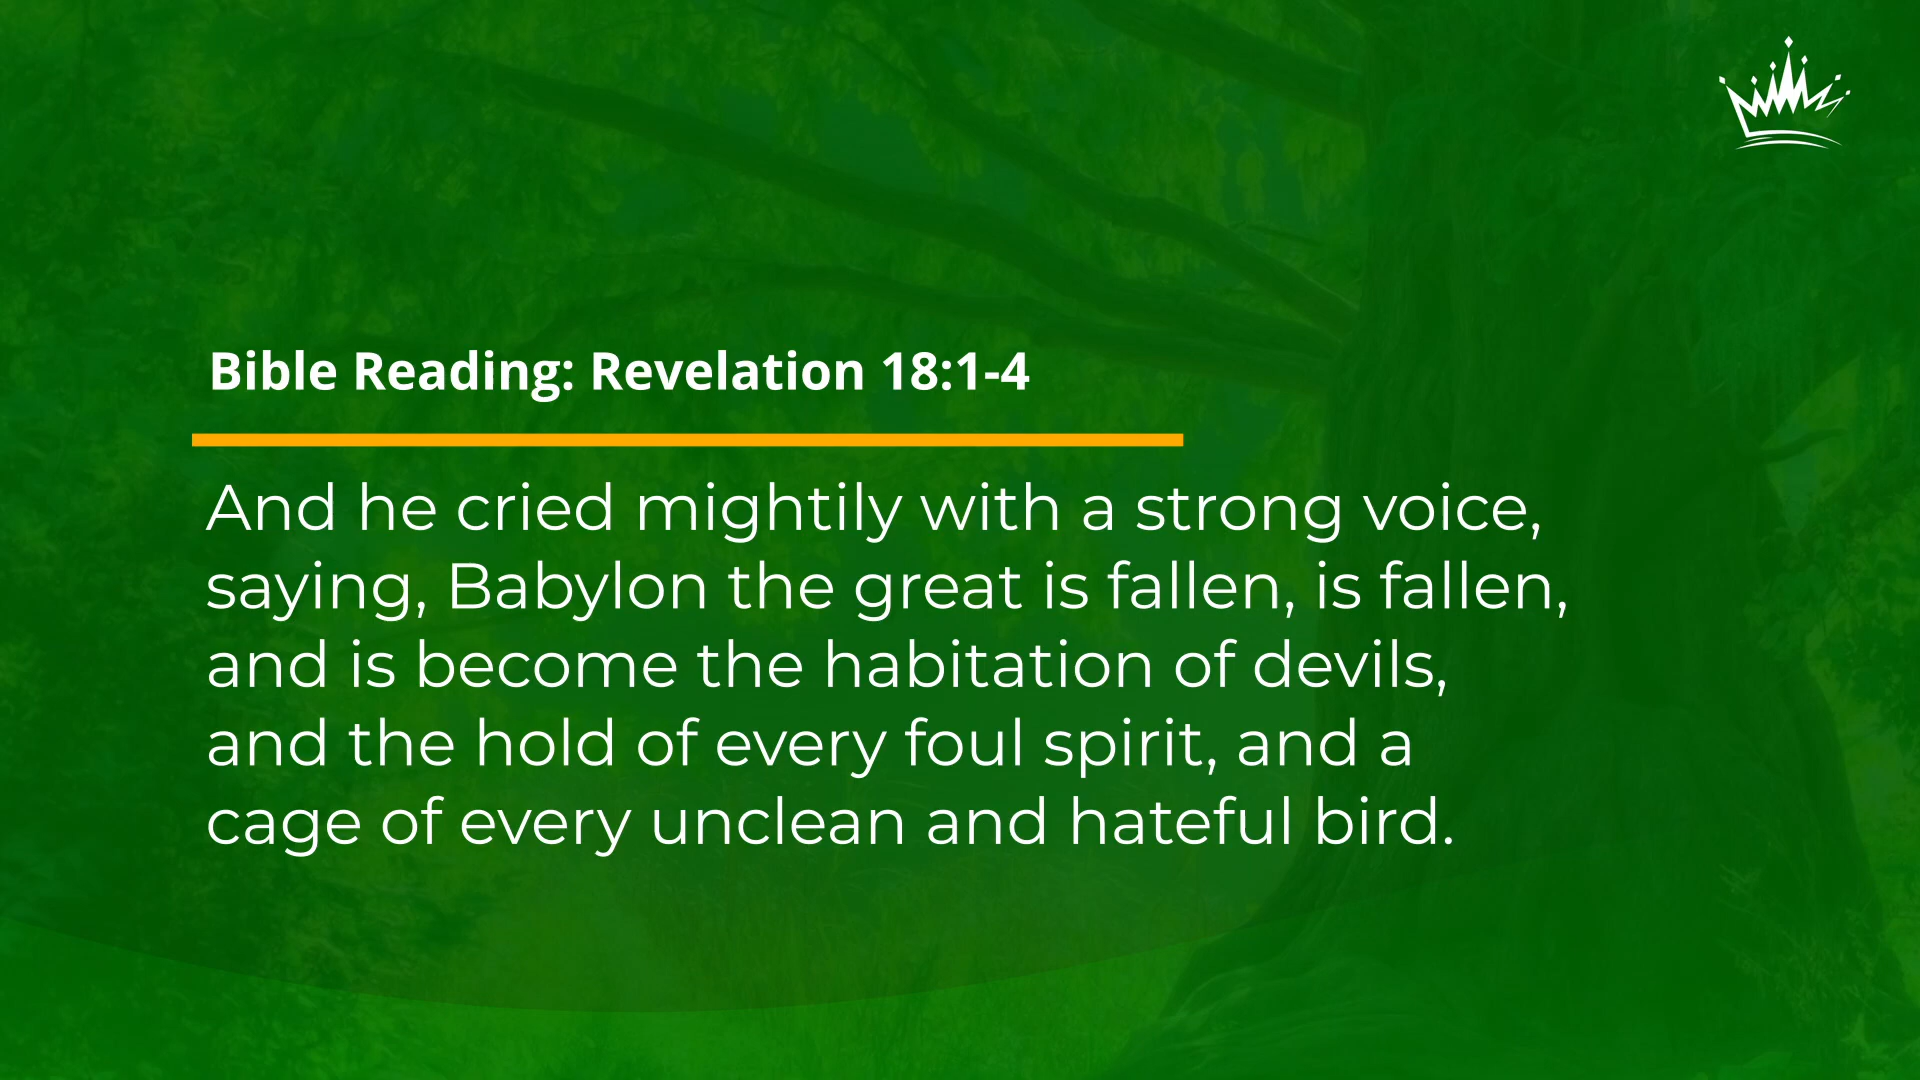 Bible Reading: Revelation 18:1-4
And he cried mightily with a strong voice,
saying, Babylon the great is fallen, is fallen,
and is become the habitation of devils,
and the hold of every foul spirit, and a
cage of every unclean and hateful bird.